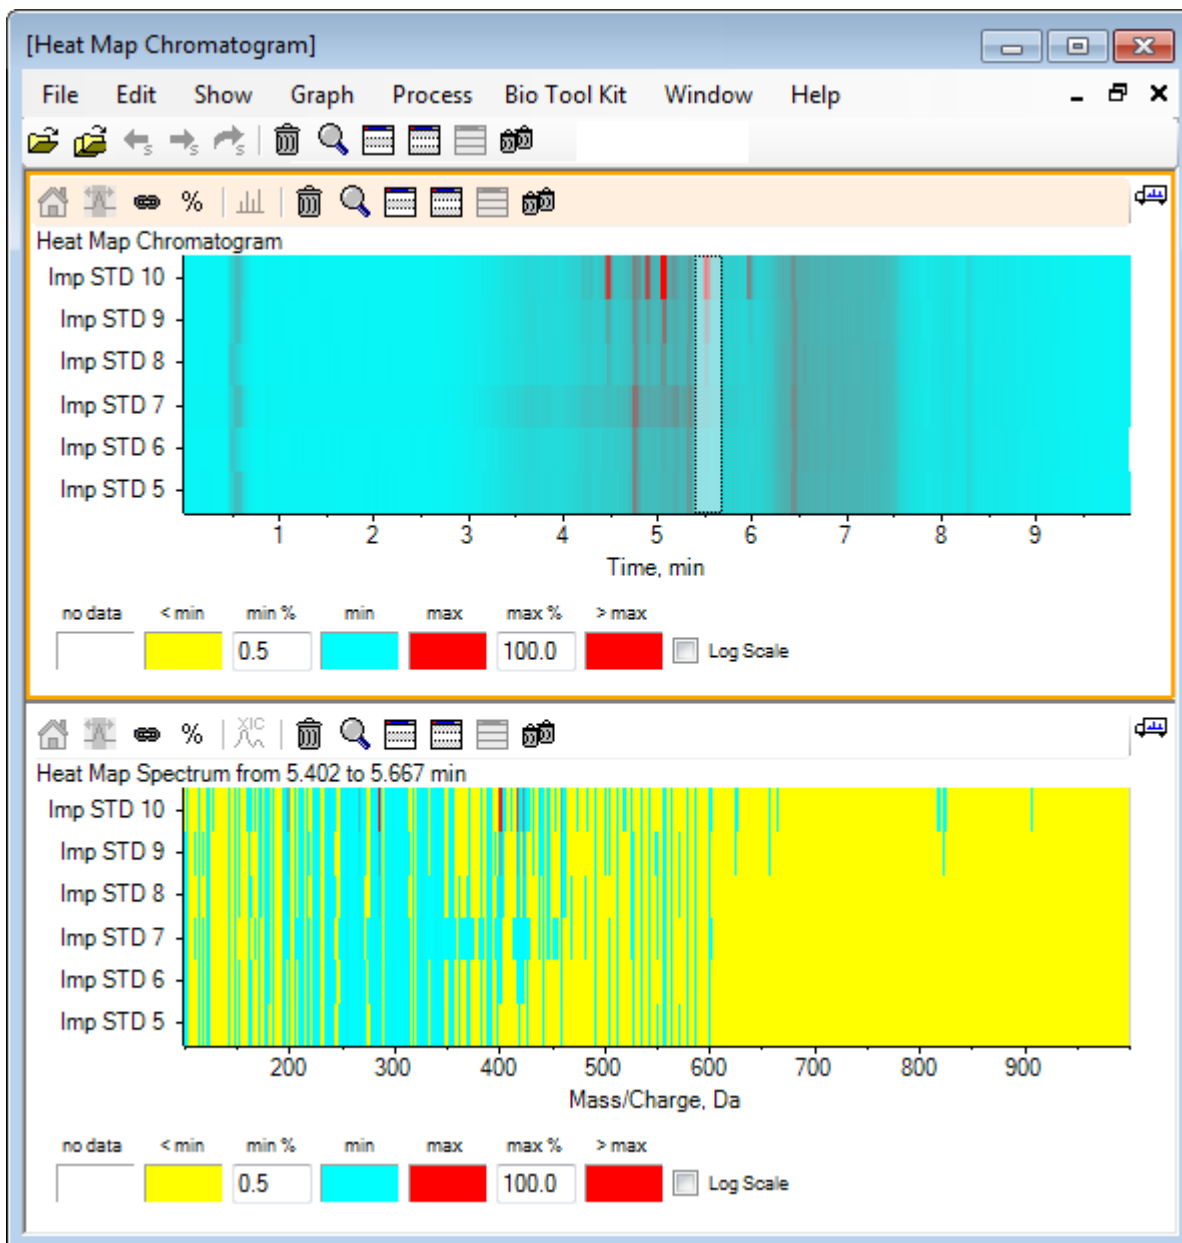 [Heat Map Chromatogram]
File Edit Show Graph Process Bio Tool Kit Window Help
s s s
%
Heat Map Chromatogram
Imp STD 10
Imp STD 9
Imp STD 8
Imp STD 7
Imp STD 6
Imp STD 5
1 2 3 4 5 6 7 8 9
Time, min
no data < min min % min max max % > max
0.5 100.0 Log Scale
% XIC
Heat Map Spectrum from 5.402 to 5.667 min
Imp STD 10
Imp STD 9
Imp STD 8
Imp STD 7
Imp STD 6
Imp STD 5
200 300 400 500 600 700 800 900
Mass/Charge, Da
no data < min min % min max max % > max
0.5 100.0 Log Scale